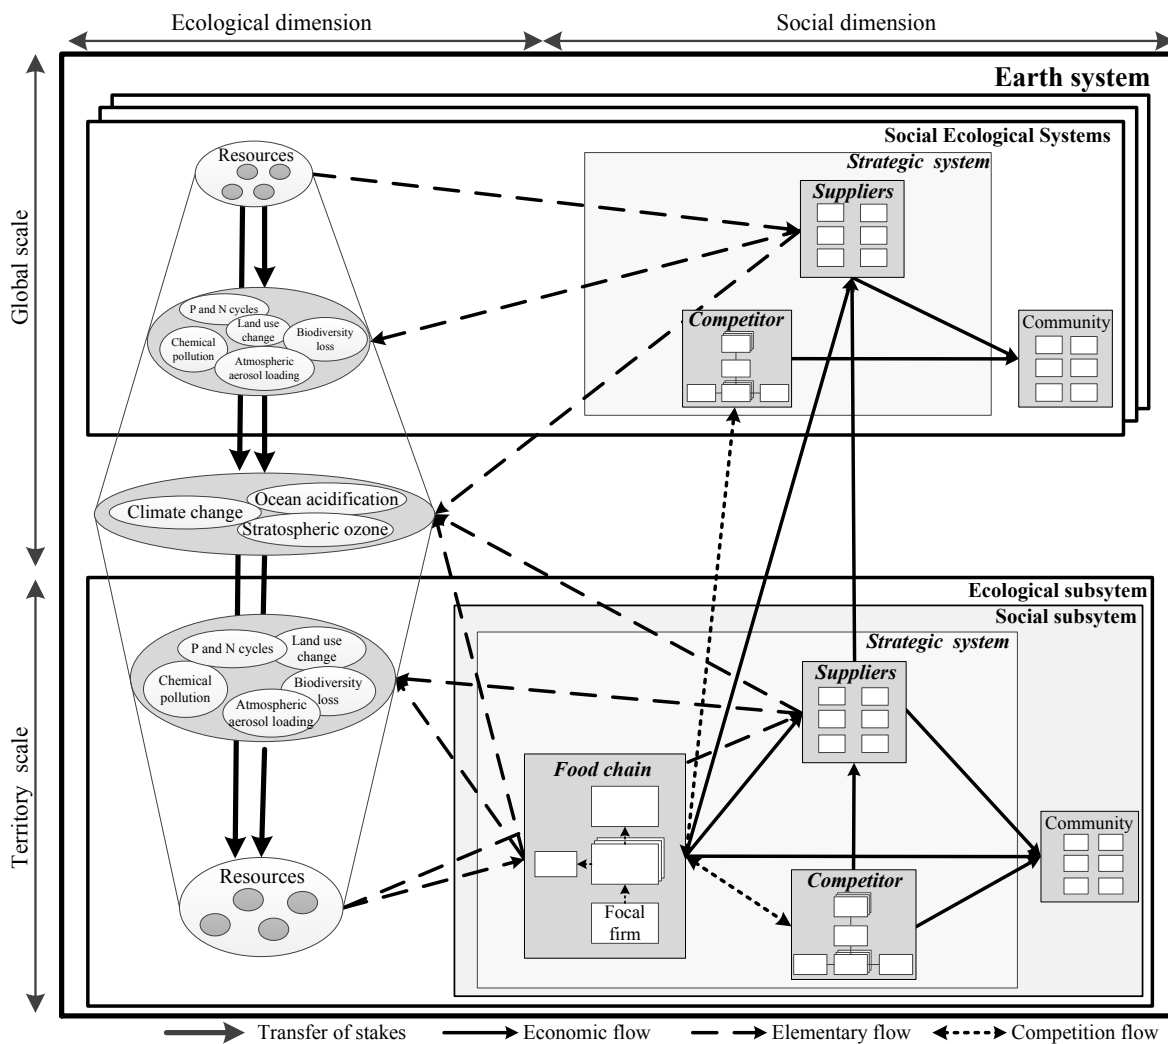 Ecological dimension
Social dimension
Earth system
Social Ecological Systems
Strategic system
Resources
Suppliers
Global scale
P and N cycles
Land use
change
Biodiversity
loss
Chemical
pollution
Atmospheric
aerosol loading
Competitor
Community
Ocean acidification
Climate change
Stratospheric ozone
Ecological subsytem
Social subsytem
Strategic system
Territory scale
P and N cycles
Land use
change
Chemical
pollution
Biodiversity
loss
Atmospheric
aerosol loading
Suppliers
Food chain
Focal
firm
Community
Competitor
Resources
Transfer of stakes
Economic flow
Elementary flow
Competition flow